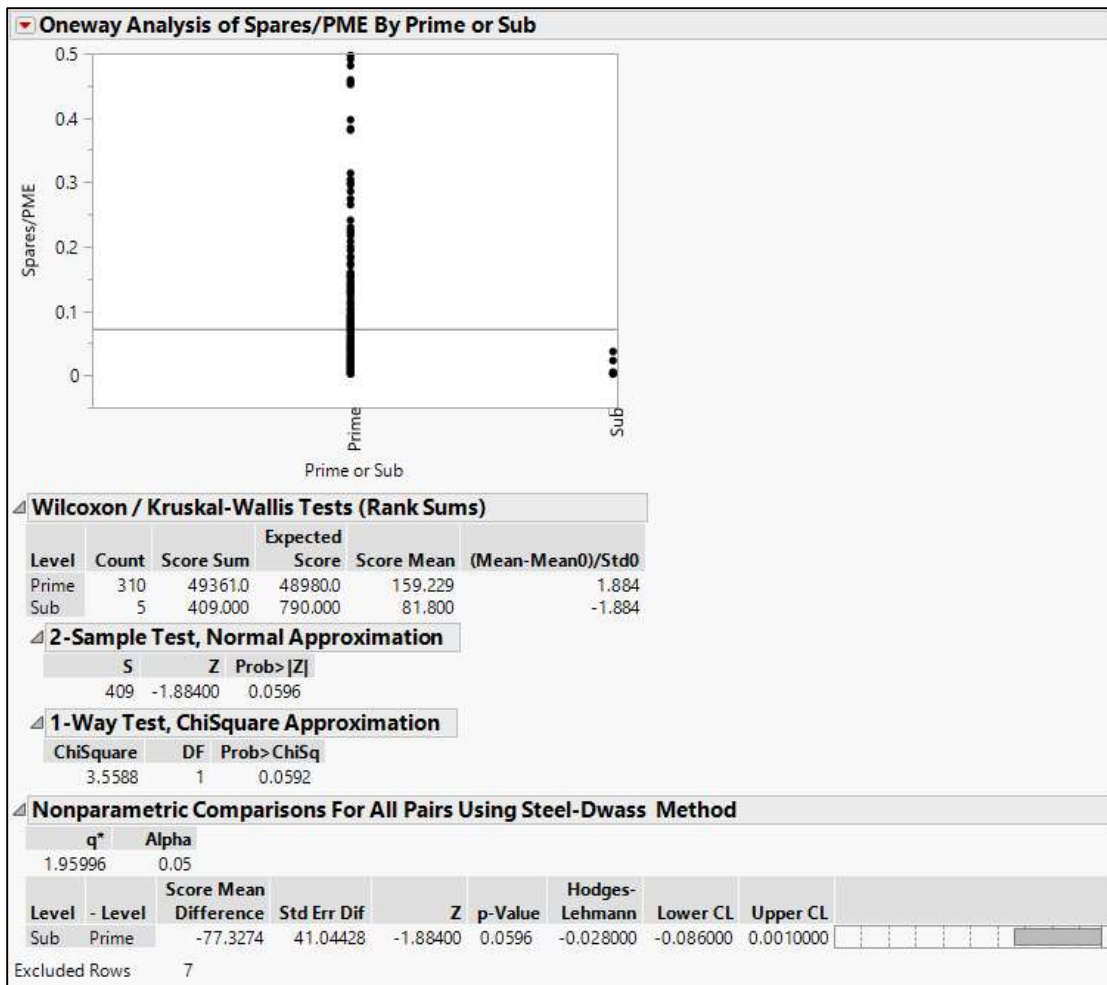 Oneway Analysis of Spares/PME By Prime or Sub
0.5
0.4
0.3
0.2
0.1
0
Spares/PME
Prime
Sub
Prime or Sub
Wilcoxon / Kruskal-Wallis Tests (Rank Sums)
Expected
Level Count Score Sum Score Score Mean (Mean-Mean0)/Std0
Prime 310 49361.0 48980.0 159.229 1.884
Sub 5 409.000 790.000 81.800 -1.884
2-Sample Test, Normal Approximation
S Z Prob>|Z|
409 -1.88400 0.0596
1-Way Test, ChiSquare Approximation
ChiSquare DF Prob>ChiSq
3.5588 1 0.0592
Nonparametric Comparisons For All Pairs Using Steel-Dwass Method
q* Alpha
1.95996 0.05
Score Mean Hodges-
Level - Level Difference Std Err Dif Z p-Value Lehmann Lower CL Upper CL
Sub Prime -77.3274 41.04428 -1.88400 0.0596 -0.028000 -0.086000 0.0010000
Excluded Rows 7